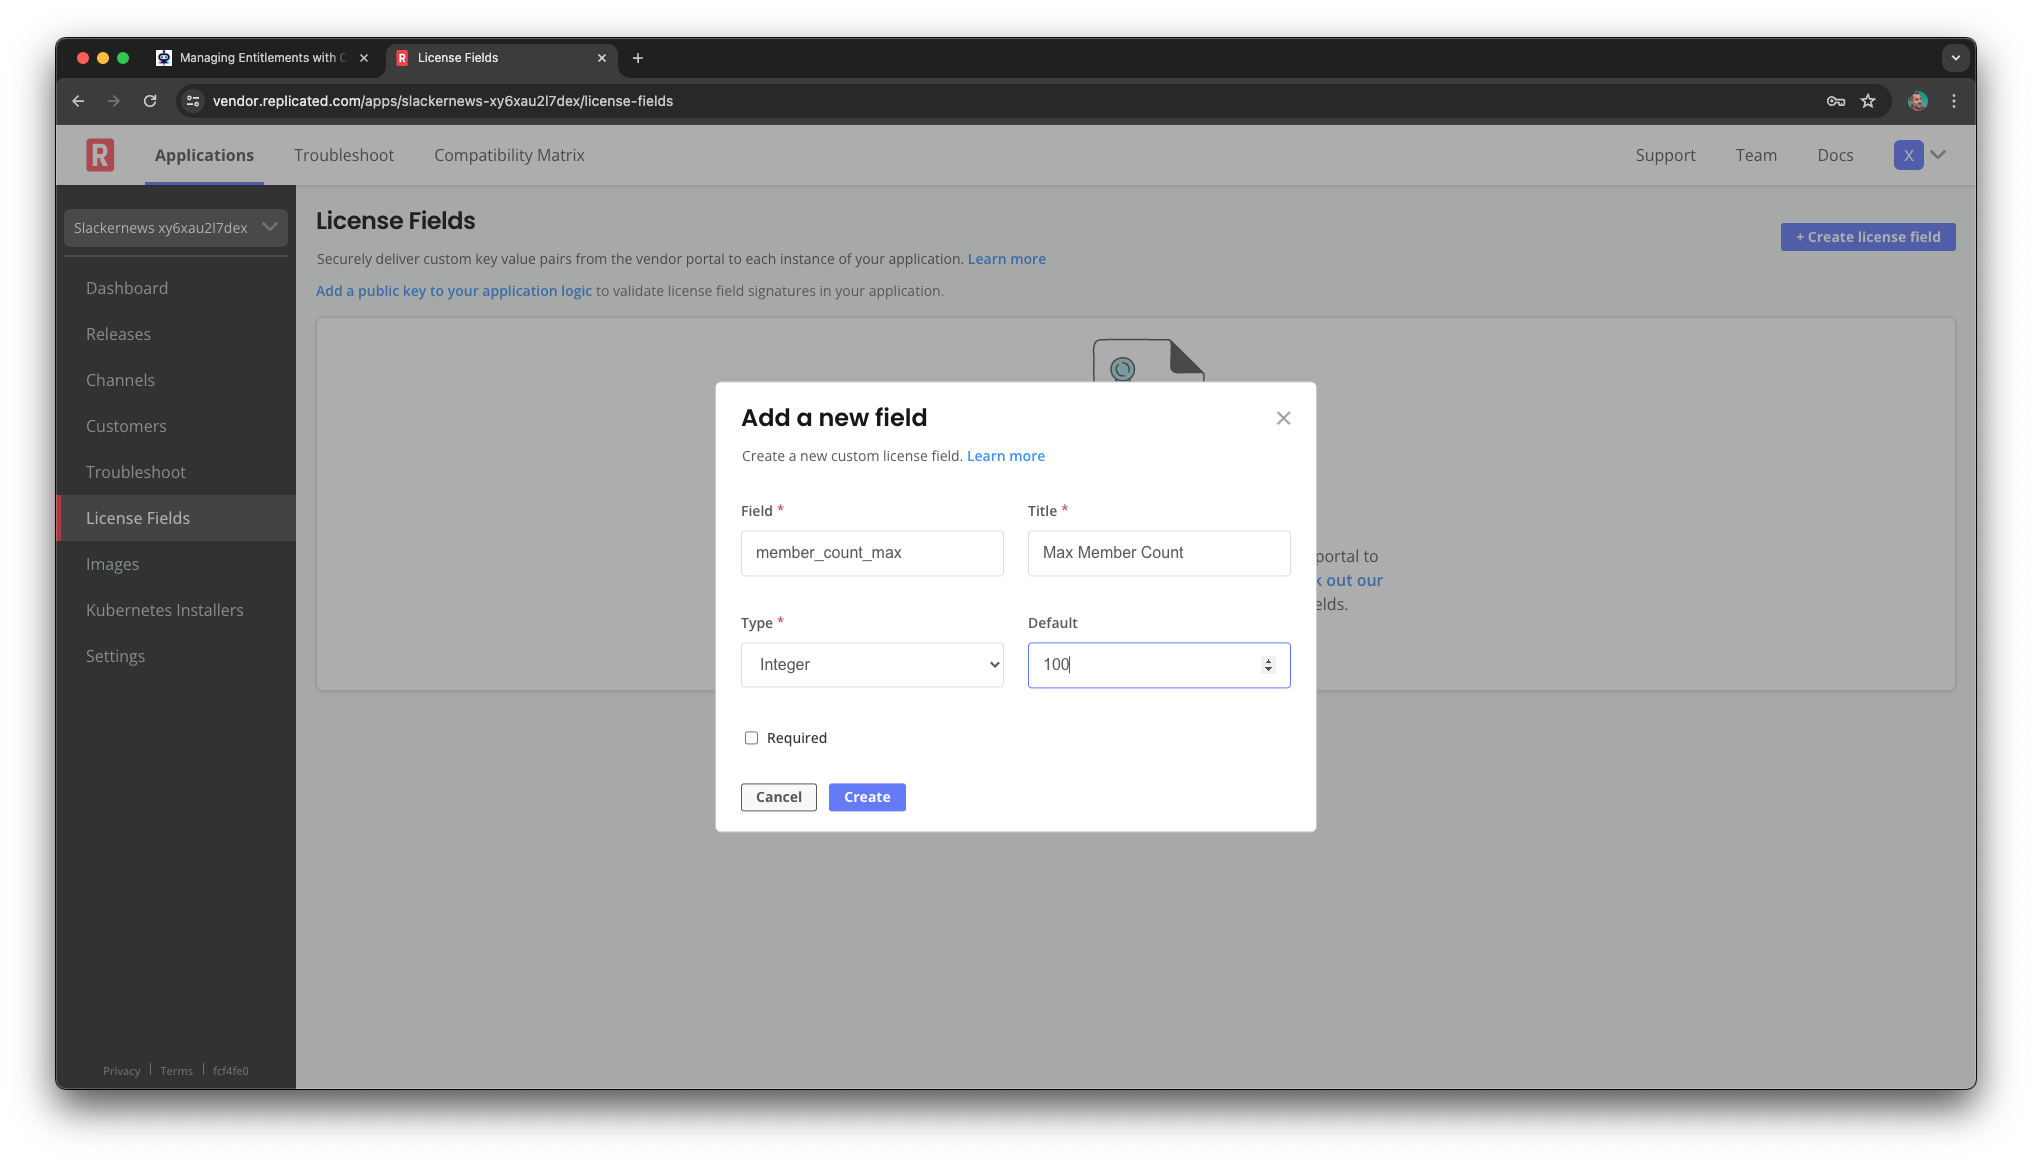 Managing Entitlements with C
License Fields
vendor.replicated.com/apps/slackernews-xy6xau2l7dex/license-fields
R
Applications
Troubleshoot
Compatibility Matrix
Support
Team
Docs
X
Slackernews xy6xau2l7dex
Dashboard
Releases
Channels
Customers
Troubleshoot
License Fields
Images
Kubernetes Installers
Settings
Privacy
Terms
fcf4fe0
License Fields
+ Create license field
Securely deliver custom key value pairs from the vendor portal to each instance of your application. Learn more
Add a public key to your application logic to validate license field signatures in your application.
portal to
k out our
elds.
Add a new field
Create a new custom license field. Learn more
Field *
Title *
member_count_max
Max Member Count
Type *
Default
Integer
100
Required
Cancel
Create